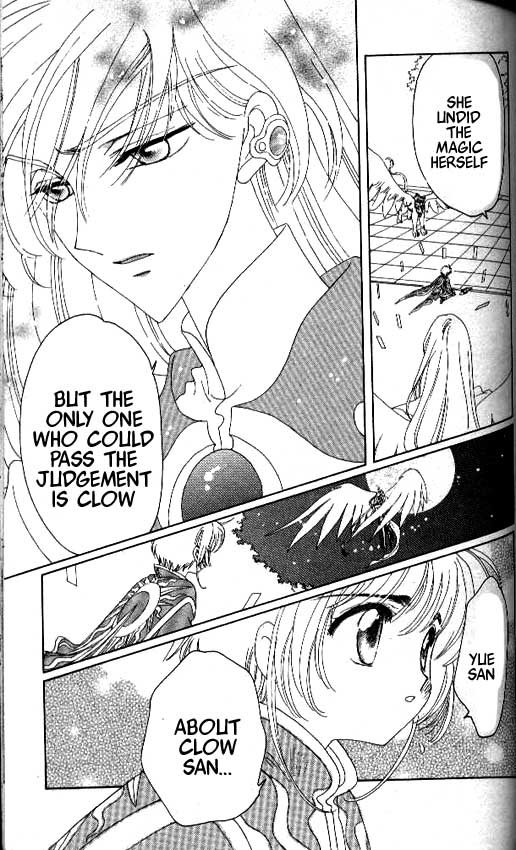 SHE
UNDID
THE
MAGIC
HERSELF
BUT THE
ONLY ONE
WHO COULD
PASS THE
JUDGEMENT
IS CLOW
YUE
SAN
ABOUT
CLOW
SAN...